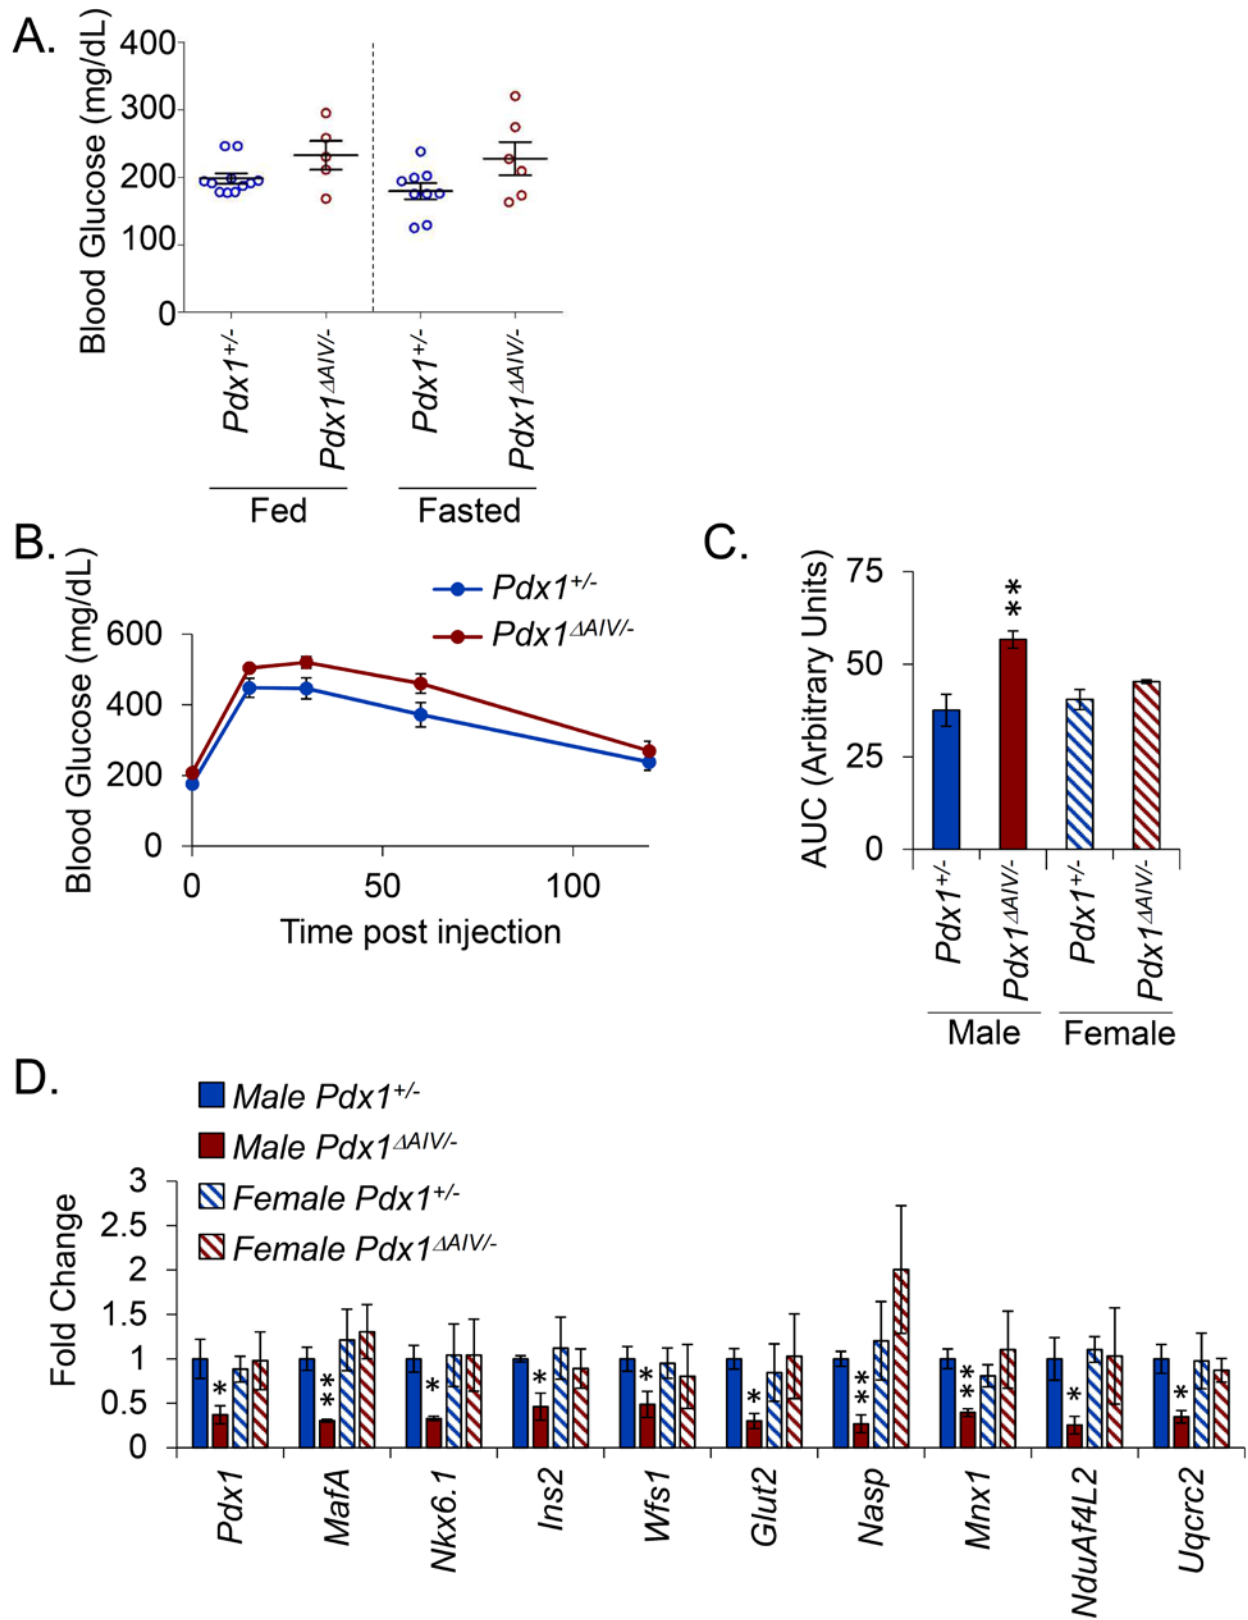 A.
Blood Glucose (mg/dL)
400
300
200
100
0
Pdx1+/-
Pdx1ΔAIV/-
Pdx1+/-
Pdx1ΔAIV/-
Fed
Fasted
B.
Blood Glucose (mg/dL)
Pdx1+/-
Pdx1ΔAIV/-
600
400
200
0
0
50
100
Time post injection
C.
AUC (Arbitrary Units)
75
50
25
0
**
Pdx1+/-
Pdx1ΔAIV/-
Pdx1+/-
Pdx1ΔAIV/-
Male
Female
D.
Male Pdx1+/-
Male Pdx1ΔAIV/-
Female Pdx1+/-
Female Pdx1ΔAIV/-
Fold Change
3
2.5
2
1.5
1
0.5
0
*
**
*
*
*
*
**
**
*
*
Pdx1
MafA
Nkx6.1
Ins2
Wfs1
Glut2
Nasp
Mnx1
NduAf4L2
Uqcrc2